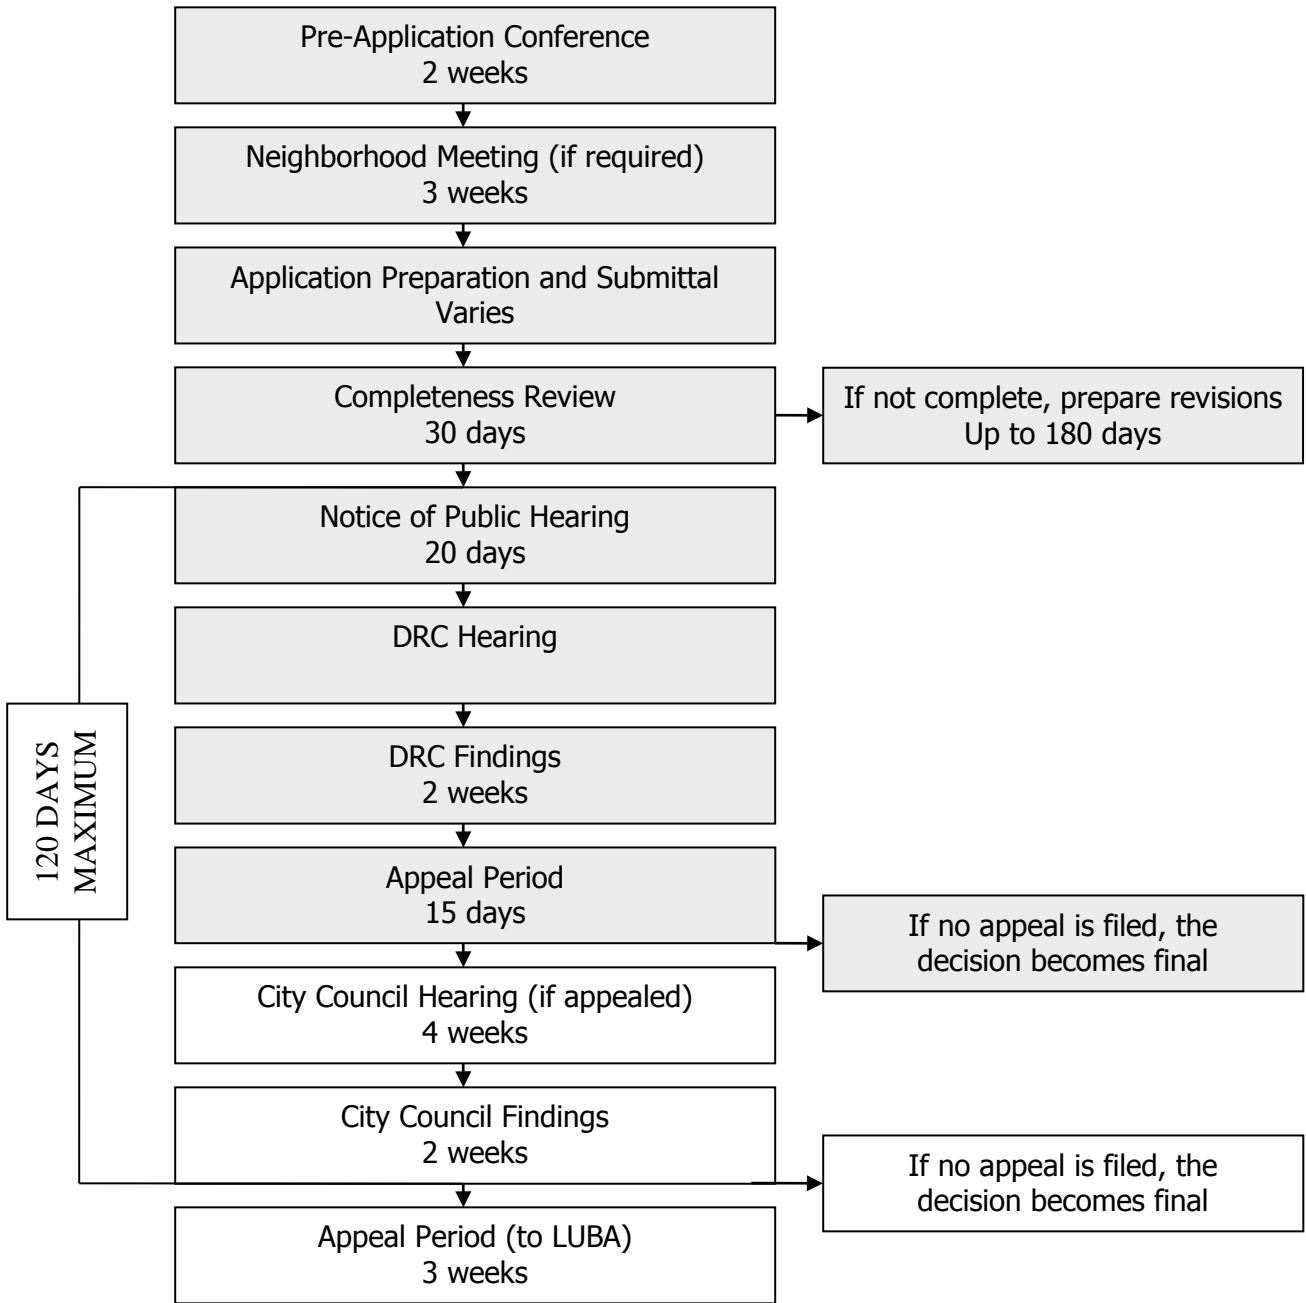 Pre-Application Conference
2 weeks
Neighborhood Meeting (if required)
3 weeks
Application Preparation and Submittal
Varies
Completeness Review
30 days
If not complete, prepare revisions
Up to 180 days
Notice of Public Hearing
20 days
DRC Hearing
120 DAYS
MAXIMUM
DRC Findings
2 weeks
Appeal Period
15 days
If no appeal is filed, the
decision becomes final
City Council Hearing (if appealed)
4 weeks
City Council Findings
2 weeks
If no appeal is filed, the
decision becomes final
Appeal Period (to LUBA)
3 weeks